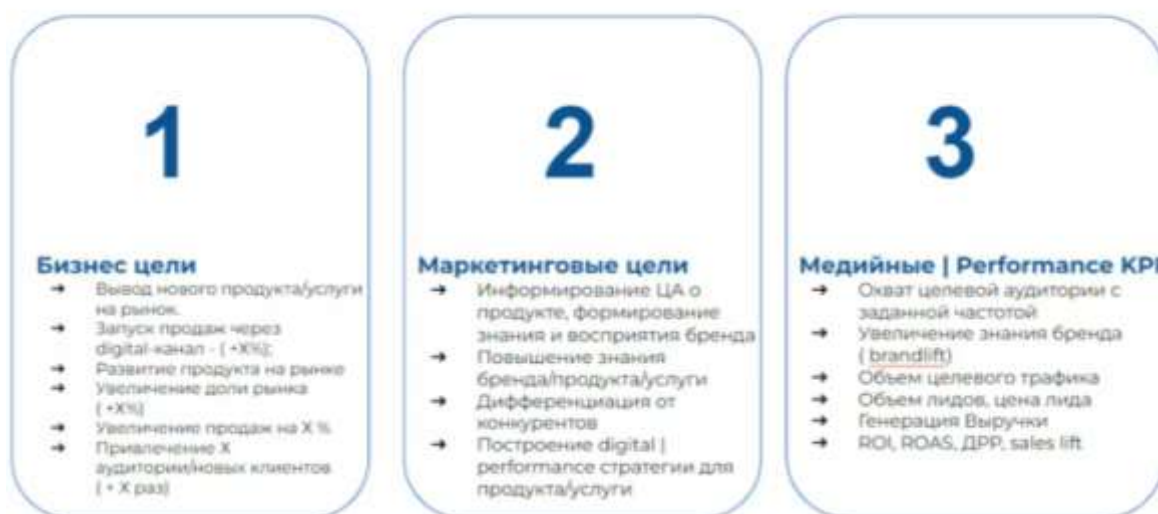 1
Бизнес цели
➔ Вывод нового продукта/услуги
на рынок.
➔ Запуск продаж через
digital-канал - ( +X%);
➔ Развитие продукта на рынке
➔ Увеличение доли рынка
( +X%)
➔ Увеличение продаж на X %
➔ Привлечение X
аудитории/новых клиентов
( + X раз)
2
Маркетинговые цели
➔ Информирование ЦА о
продукте, формирование
знания и восприятия бренда
➔ Повышение знания
бренда/продукта/услуги
➔ Дифференциация от
конкурентов
➔ Построение digital |
performance стратегии для
продукта/услуги
3
Медийные | Performance KPI
➔ Охват целевой аудитории с
заданной частотой
➔ Увеличение знания бренда
( brandlift)
➔ Объем целевого трафика
➔ Объем лидов, цена лида
➔ Генерация Выручки
➔ ROI, ROAS, ДРР, sales lift